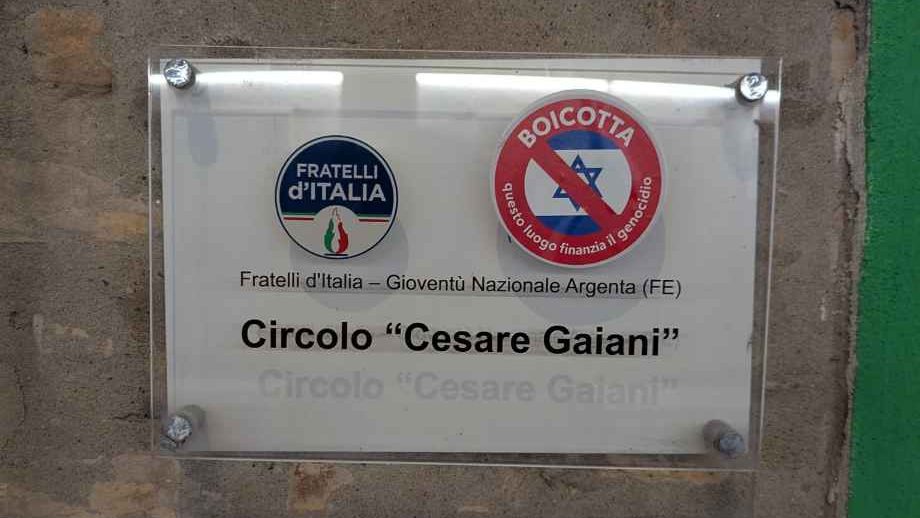 FRATELLI
d'ITALIA
BOICOTTA
questo luogo finanzia il genocidio
Fratelli d'Italia – Gioventù Nazionale Argenta (FE)
Circolo “Cesare Gaiani”